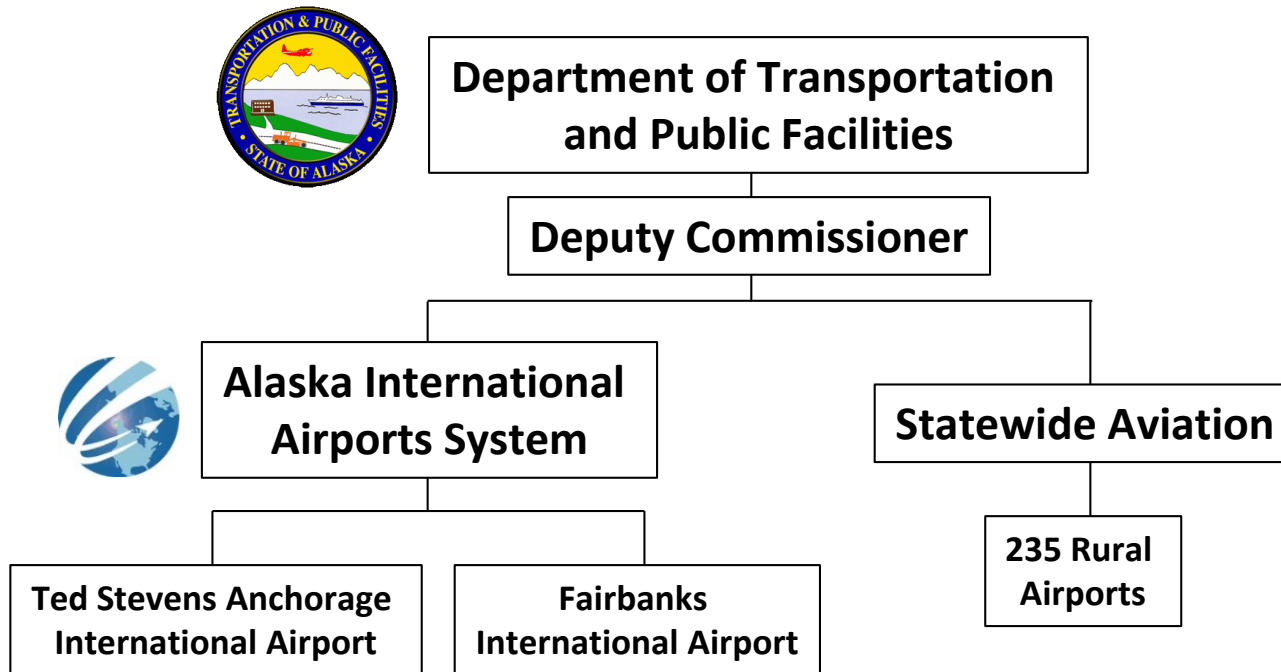 TRANSPORTATION & PUBLIC FACILITIES
STATE OF ALASKA
Department of Transportation
and Public Facilities
Deputy Commissioner
Alaska International
Airports System
Statewide Aviation
235 Rural
Airports
Ted Stevens Anchorage
International Airport
Fairbanks
International Airport